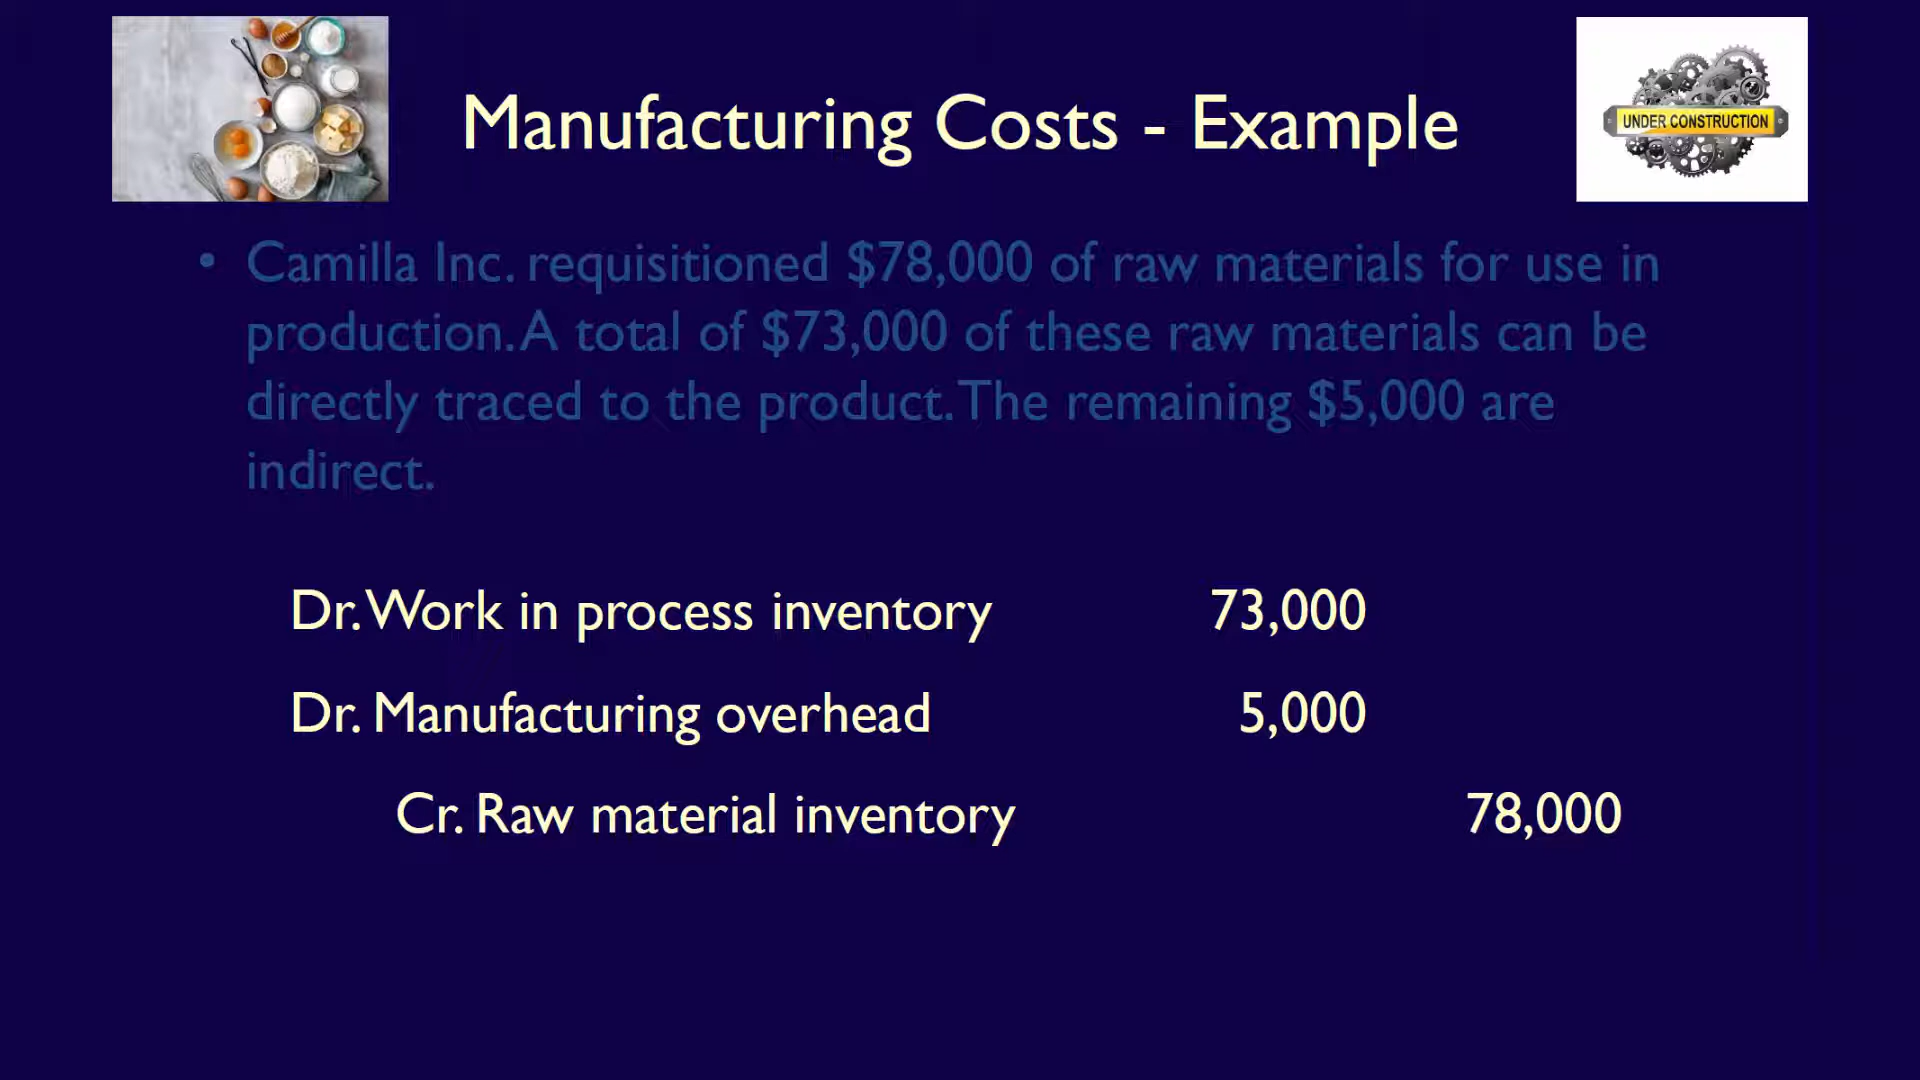 Manufacturing Costs - Example
UNDER CONSTRUCTION
• Camilla Inc. requisitioned $78,000 of raw materials for use in
production. A total of $73,000 of these raw materials can be
directly traced to the product. The remaining $5,000 are
indirect.
Dr. Work in process inventory 73,000
Dr. Manufacturing overhead 5,000
Cr. Raw material inventory 78,000